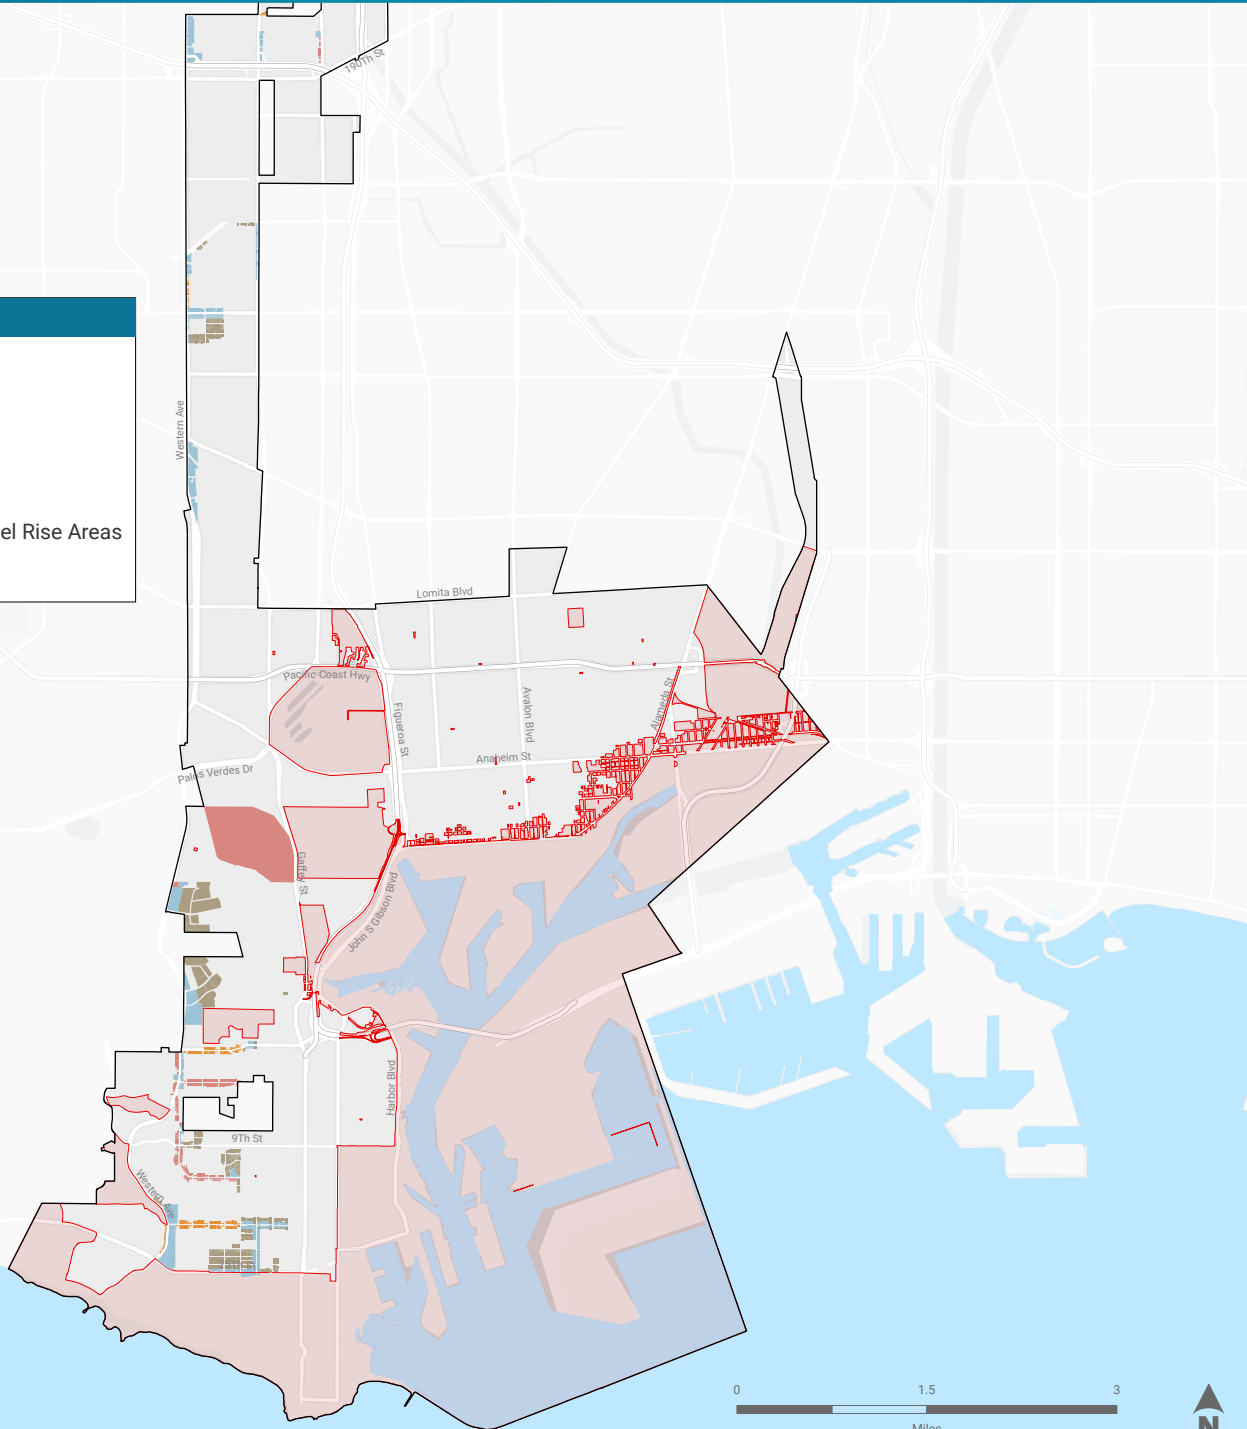 190Th St
Western Ave
el Rise Areas
Lomita Blvd
Pacific Coast Hwy
Figueroa St
Avalon Blvd
Alameda St
Anaheim St
Palos Verdes Dr
Gaffey St
John S Gibson Blvd
Harbor Blvd
9Th St
Western Ave
0 1.5 3
Miles
N